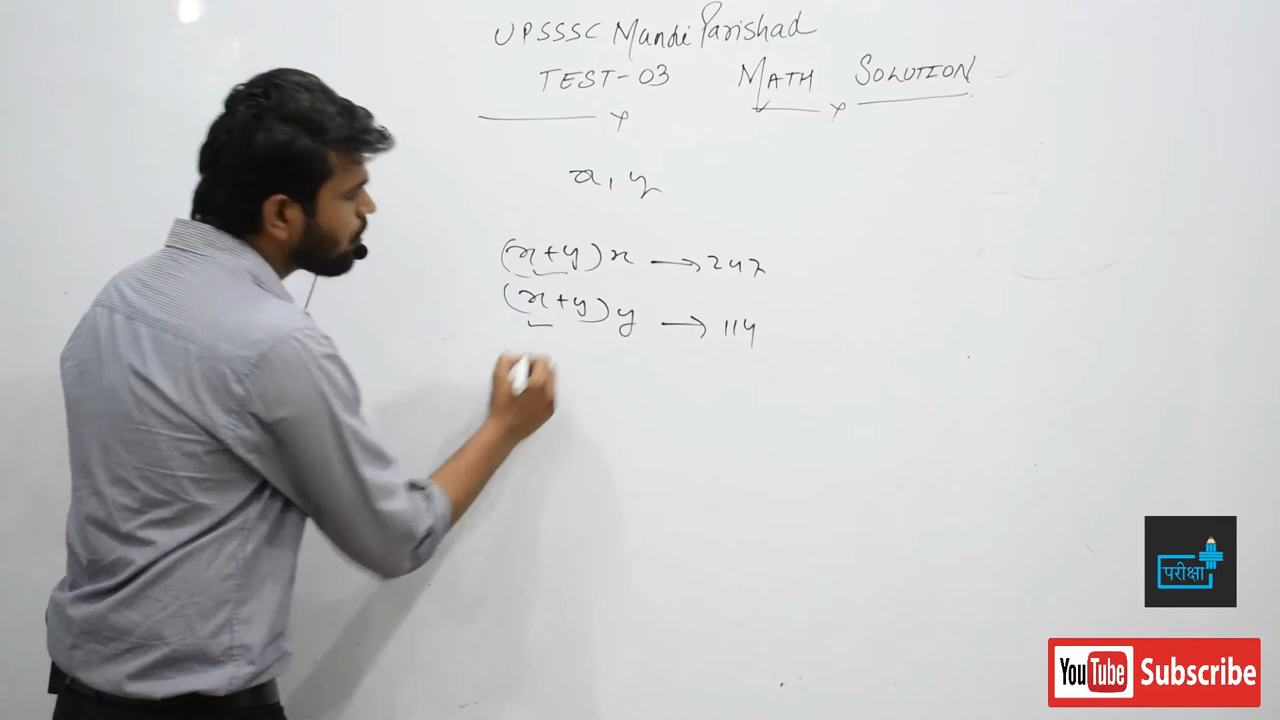 UPSSSC Mandi Parishad
TEST-03 MATH SOLUTION
x, y
(x+y)x → 247
(x+y)y → 114
परीक्षा
YouTube Subscribe